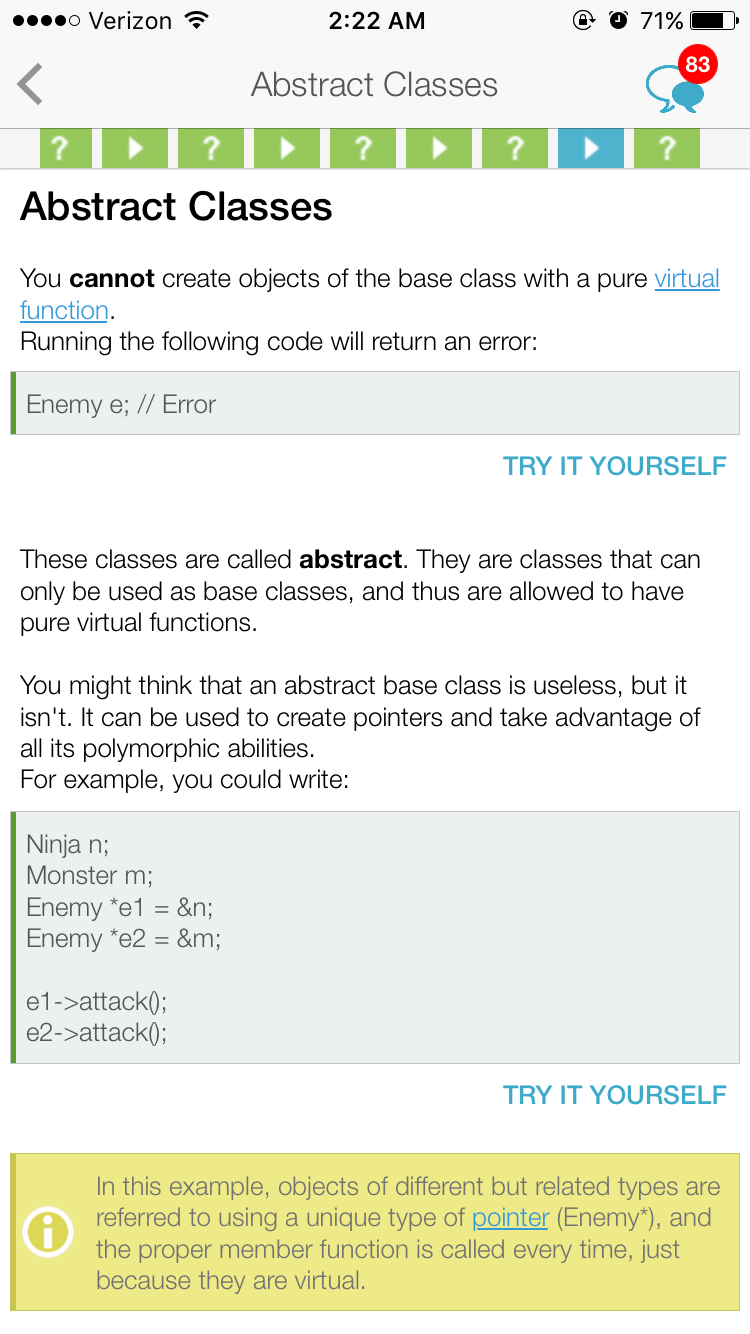 Verizon 2:22 AM 71%
Abstract Classes 83
? ? ? ? ?
Abstract Classes
You cannot create objects of the base class with a pure virtual
function.
Running the following code will return an error:
Enemy e; // Error
TRY IT YOURSELF
These classes are called abstract. They are classes that can
only be used as base classes, and thus are allowed to have
pure virtual functions.
You might think that an abstract base class is useless, but it
isn't. It can be used to create pointers and take advantage of
all its polymorphic abilities.
For example, you could write:
Ninja n;
Monster m;
Enemy *e1 = &n;
Enemy *e2 = &m;
e1->attack();
e2->attack();
TRY IT YOURSELF
In this example, objects of different but related types are
referred to using a unique type of pointer (Enemy*), and
the proper member function is called every time, just
because they are virtual.